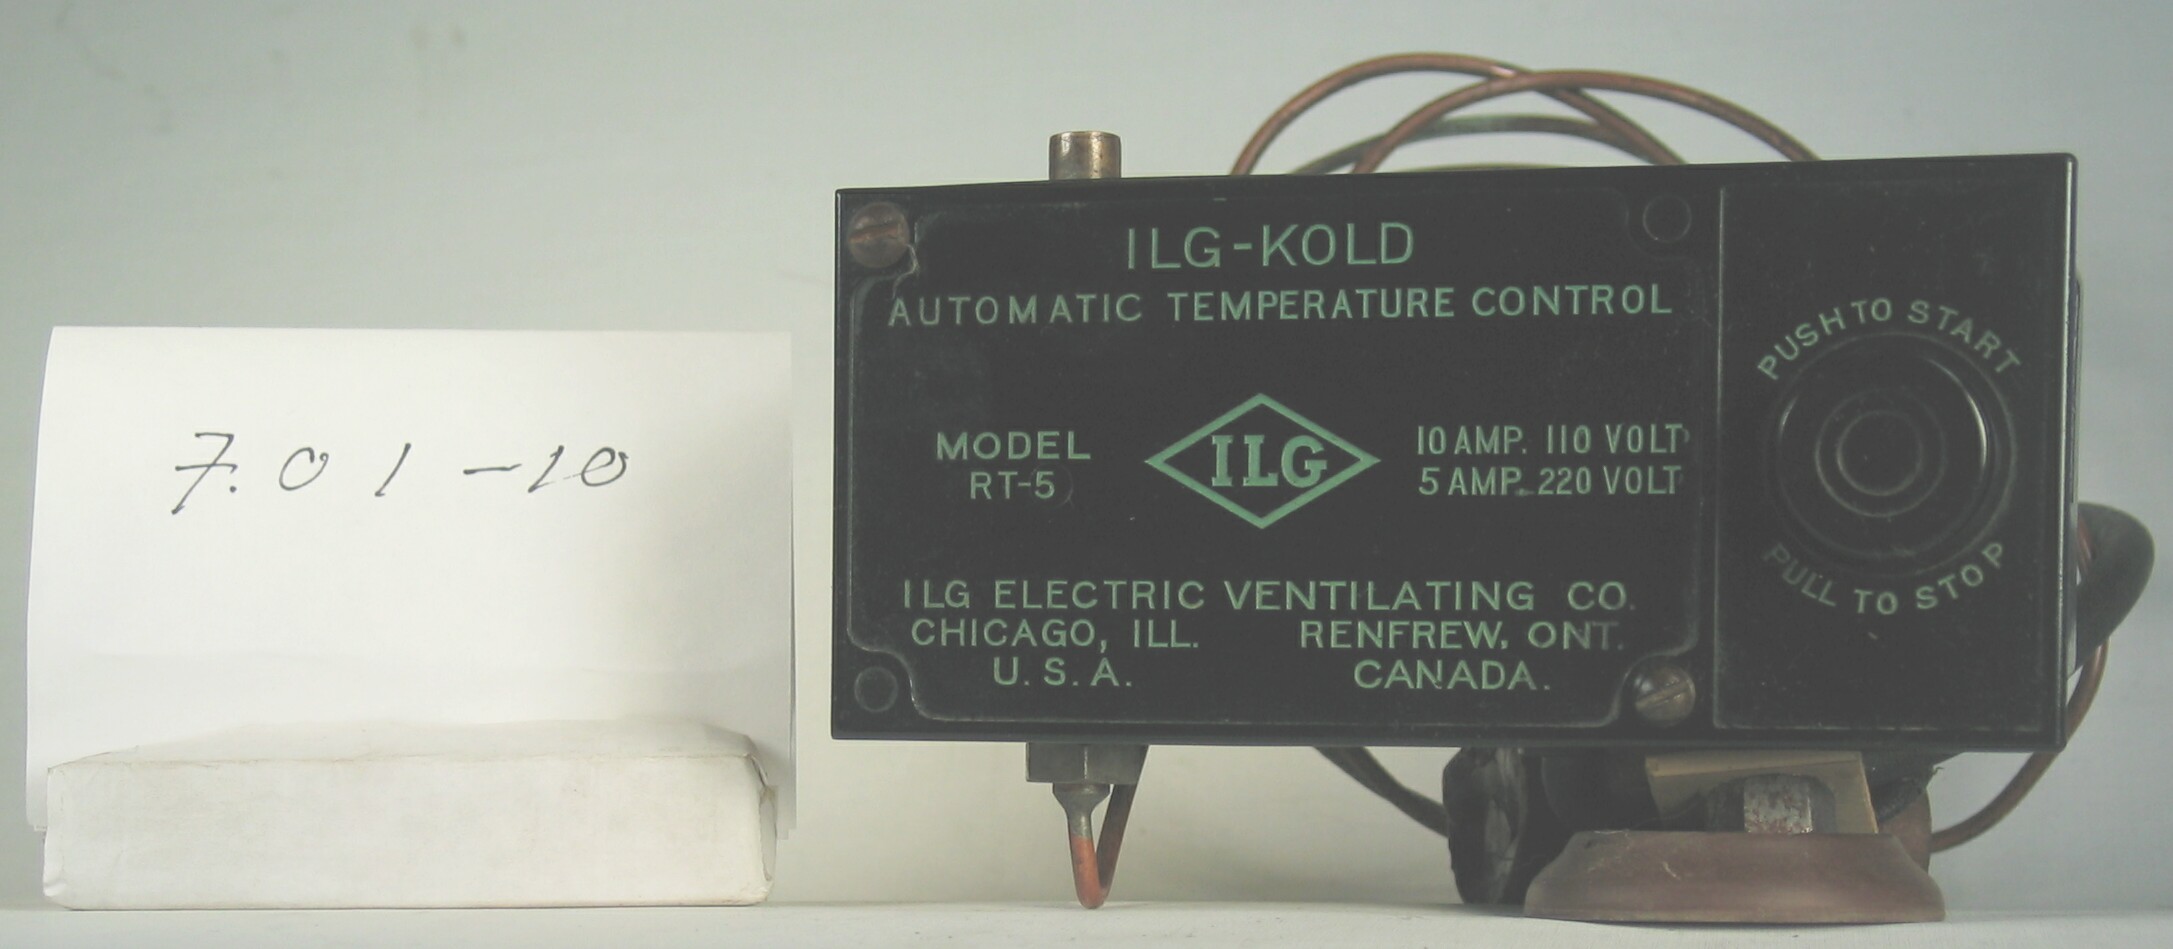 7.01-10
ILG-KOLD
AUTOMATIC TEMPERATURE CONTROL
MODEL
RT-5
ILG
10 AMP. 110 VOLT
5 AMP. 220 VOLT
ILG ELECTRIC VENTILATING CO.
CHICAGO, ILL. RENFREW, ONT.
U.S.A. CANADA.
PUSH TO START
PULL TO STOP